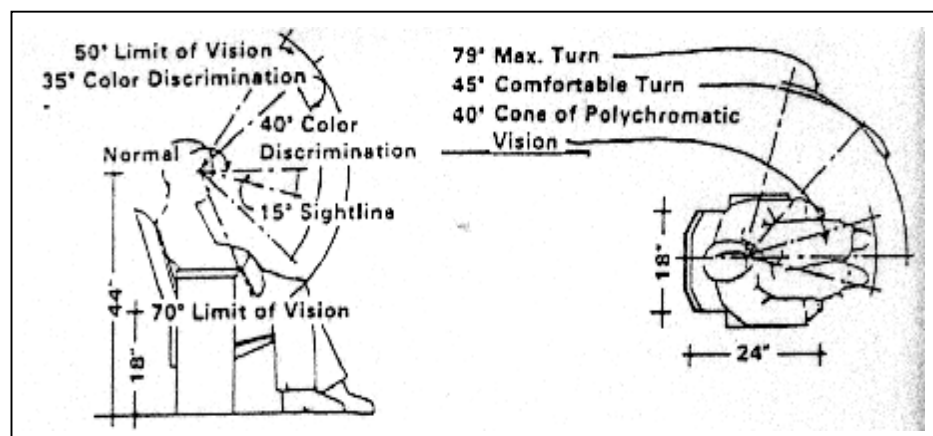 50° Limit of Vision
35° Color Discrimination
40° Color
Discrimination
Normal
15° Sightline
70° Limit of Vision
44"
18"
79° Max. Turn
45° Comfortable Turn
40° Cone of Polychromatic
Vision
18"
24"